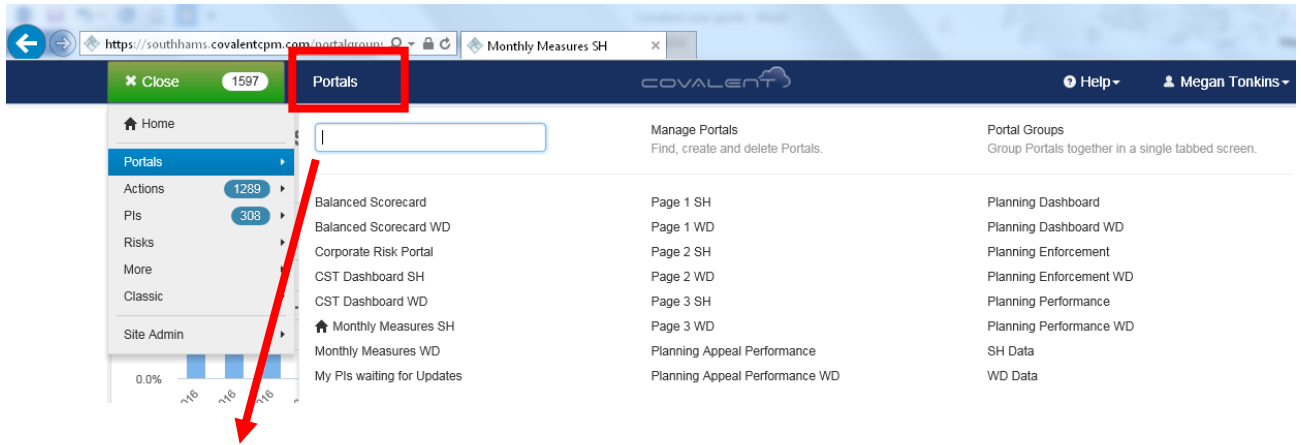 https://southhams.covalentcpm.com/portalgroup:
Monthly Measures SH
Close 1597 Portals COVALENT Help Megan Tonkins
Home
Portals
Actions 1289
PIs 308
Risks
More
Classic
Site Admin
0.0%
2016 2016
Manage Portals
Find, create and delete Portals.
Portal Groups
Group Portals together in a single tabbed screen.
Balanced Scorecard
Balanced Scorecard WD
Corporate Risk Portal
CST Dashboard SH
CST Dashboard WD
Monthly Measures SH
Monthly Measures WD
My PIs waiting for Updates
Page 1 SH
Page 1 WD
Page 2 SH
Page 2 WD
Page 3 SH
Page 3 WD
Planning Appeal Performance
Planning Appeal Performance WD
Planning Dashboard
Planning Dashboard WD
Planning Enforcement
Planning Enforcement WD
Planning Performance
Planning Performance WD
SH Data
WD Data